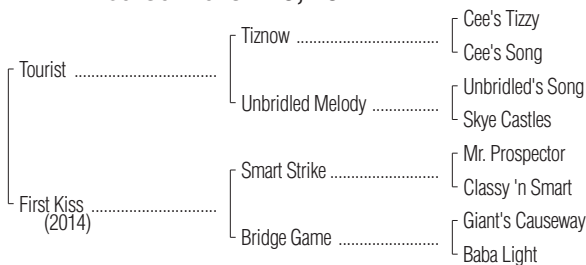 Cee's Tizzy
Tiznow ........................................
Cee's Song
Tourist ........................................
Unbridled's Song
Unbridled Melody ...................
Skye Castles
Mr. Prospector
Smart Strike ..............................
Classy 'n Smart
First Kiss ...................................
(2014)
Giant's Causeway
Bridge Game ............................
Baba Light